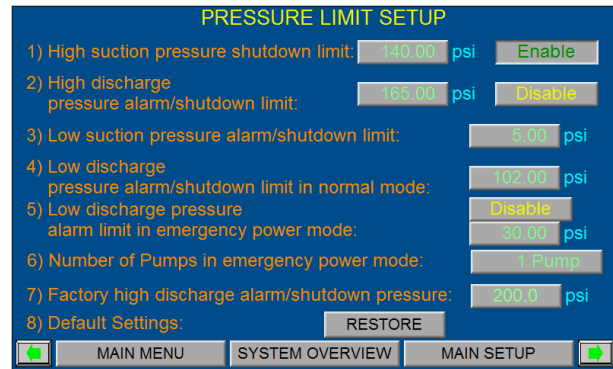 PRESSURE LIMIT SETUP
1) High suction pressure shutdown limit: 140.00 psi Enable
2) High discharge
pressure alarm/shutdown limit: 165.00 psi Disable
3) Low suction pressure alarm/shutdown limit: 5.00 psi
4) Low discharge
pressure alarm/shutdown limit in normal mode: 102.00 psi
5) Low discharge pressure Disable
alarm limit in emergency power mode: 30.00 psi
6) Number of Pumps in emergency power mode: 1 Pump
7) Factory high discharge alarm/shutdown pressure: 200.0 psi
8) Default Settings: RESTORE
MAIN MENU SYSTEM OVERVIEW MAIN SETUP